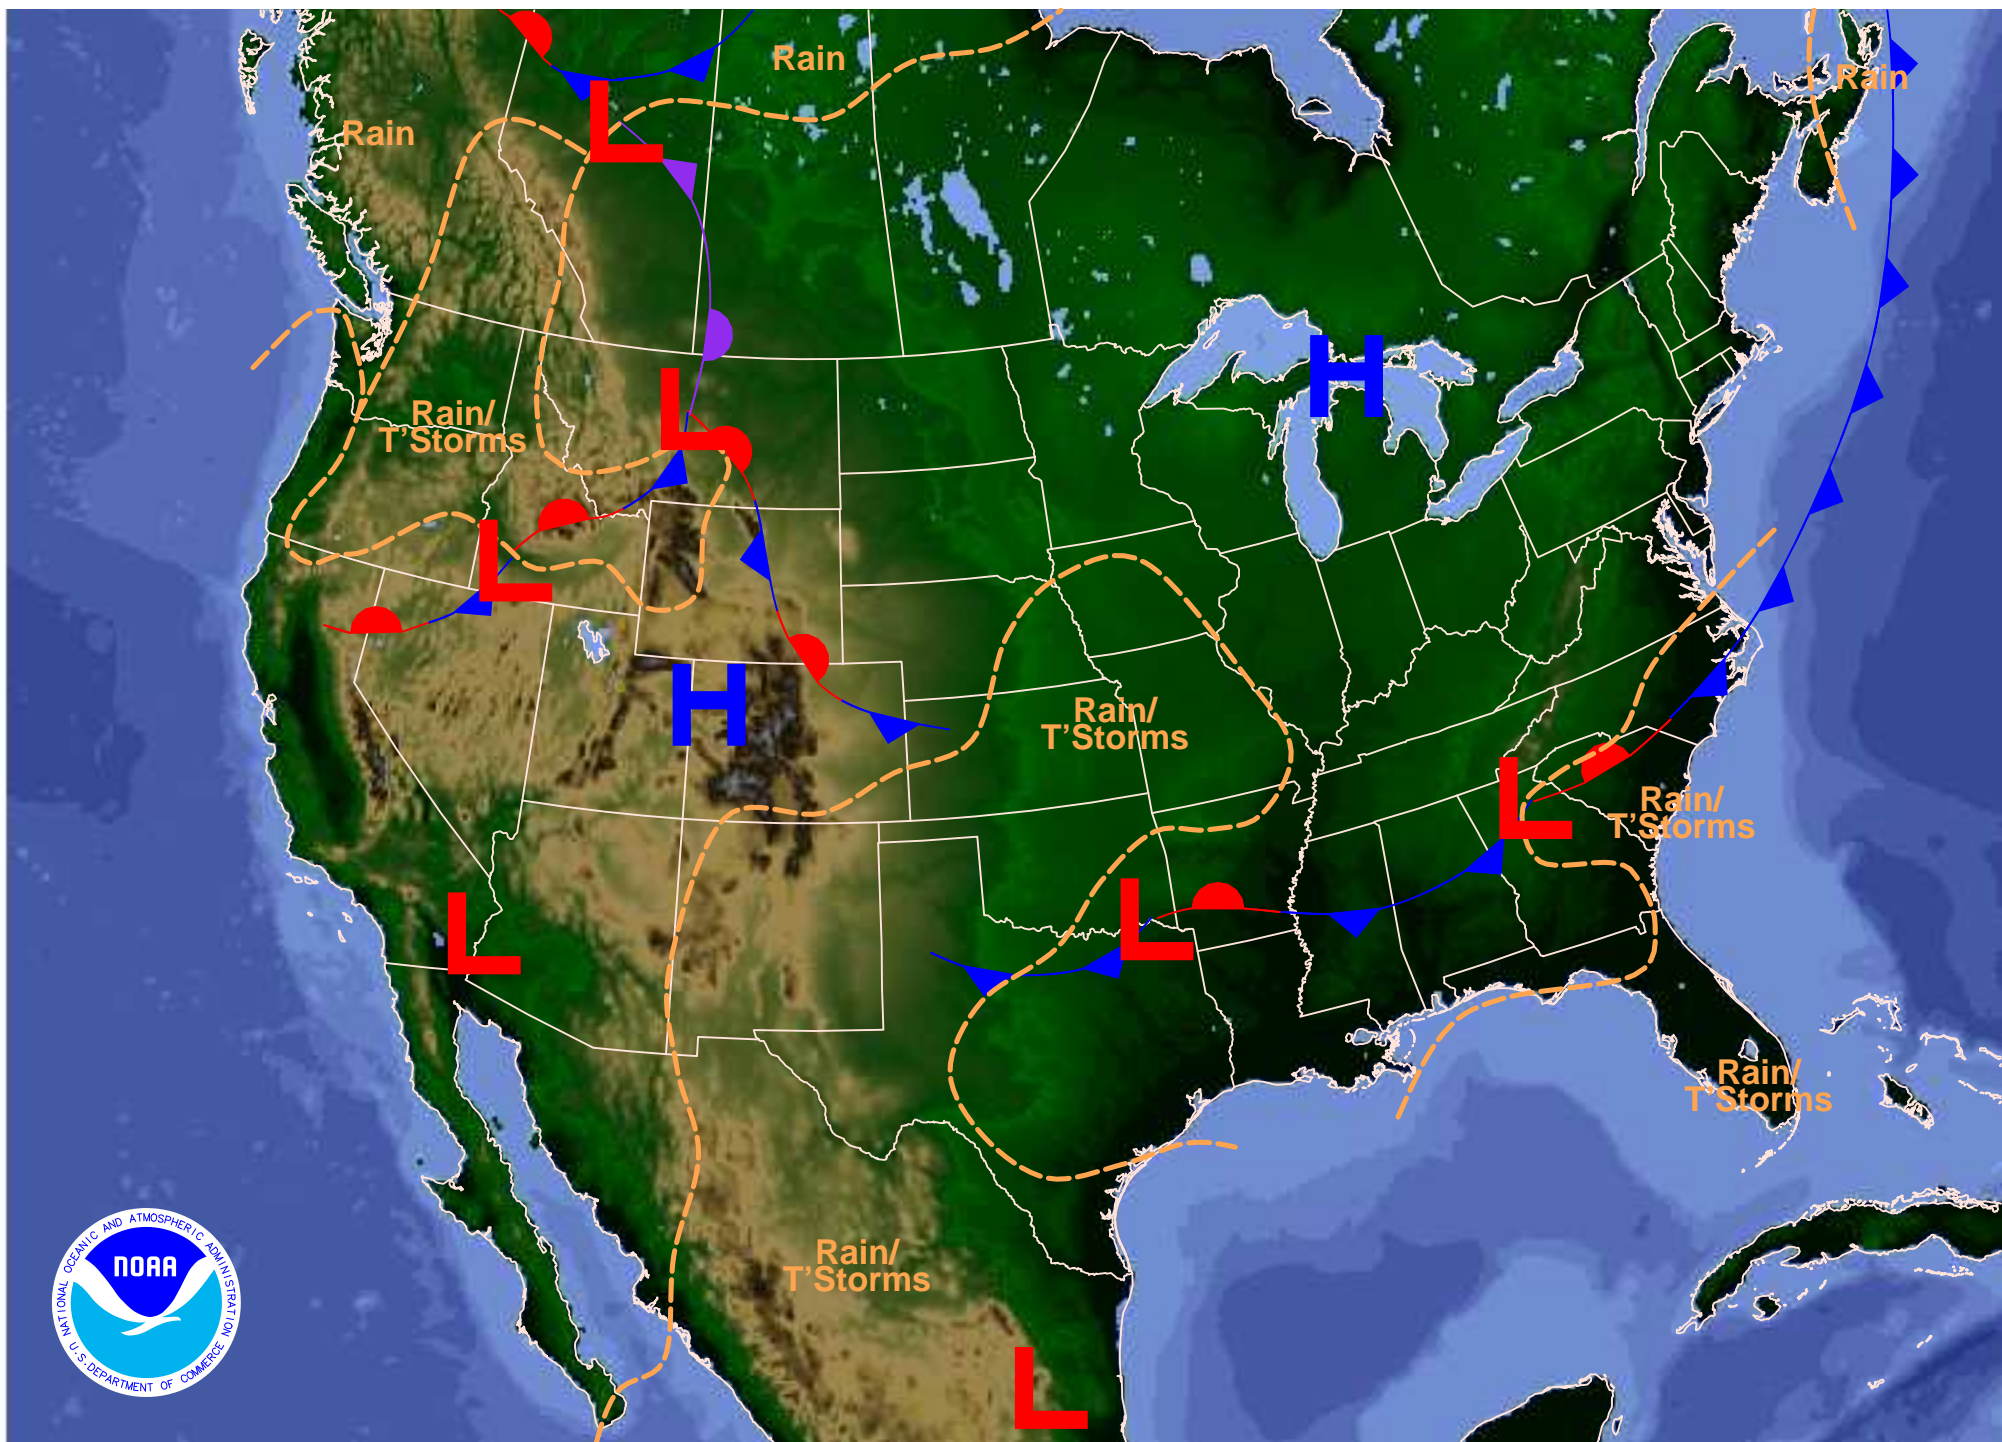 Rain
Rain
Rain
L
H
L
Rain/
T'Storms
L
H
Rain/
T'Storms
L
Rain/
T'Storms
L
L
Rain/
T'Storms
Rain/
T'Storms
L
NATIONAL OCEANIC AND ATMOSPHERIC ADMINISTRATION
NOAA
U.S. DEPARTMENT OF COMMERCE